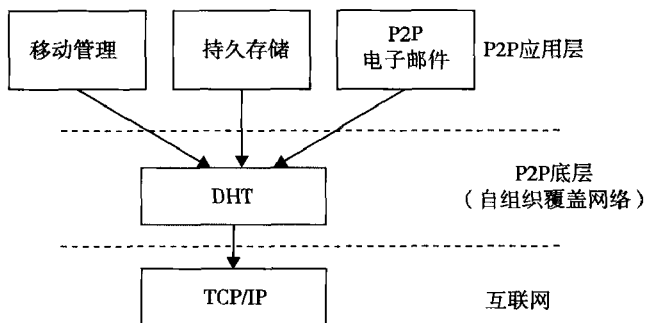 移动管理
持久存储
P2P
电子邮件
P2P应用层
DHT
P2P底层
（自组织覆盖网络）
TCP/IP
互联网